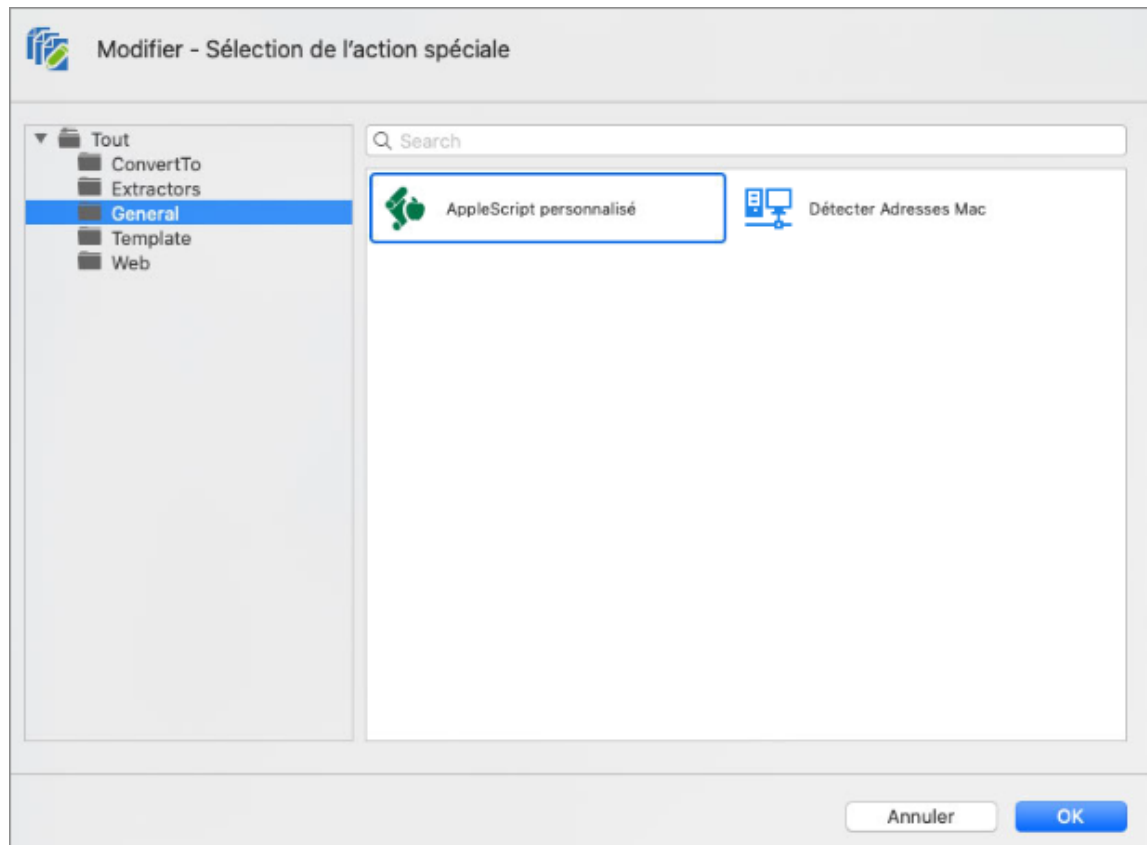 Modifier - Sélection de l'action spéciale
Tout
ConvertTo
Extractors
General
Template
Web
Search
AppleScript personnalisé
Détecter Adresses Mac
Annuler
OK